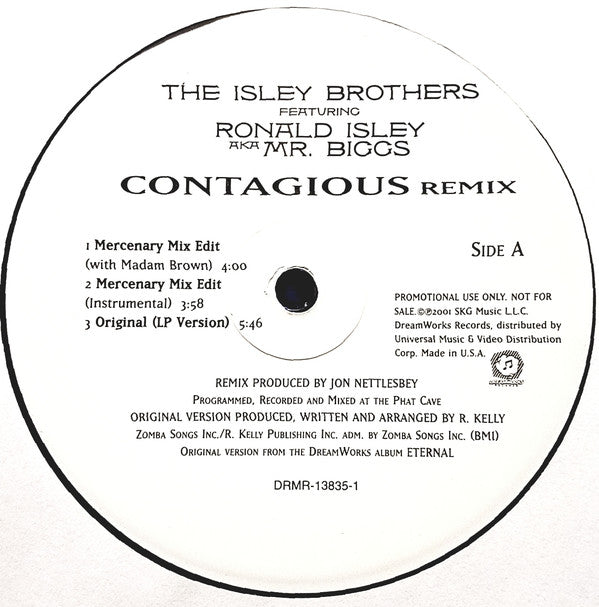 THE ISLEY BROTHERS
FEATURING
RONALD ISLEY
AKA MR. BIGGS
CONTAGIOUS REMIX
1 Mercenary Mix Edit
(with Madam Brown) 4:00
2 Mercenary Mix Edit
(Instrumental) 3:58
3 Original (LP Version) 5:46
SIDE A
PROMOTIONAL USE ONLY. NOT FOR
SALE.©℗2001 SKG Music L.L.C.
DreamWorks Records, distributed by
Universal Music & Video Distribution
Corp. Made in U.S.A.
REMIX PRODUCED BY JON NETTLESBEY
PROGRAMMED, RECORDED AND MIXED AT THE PHAT CAVE
ORIGINAL VERSION PRODUCED, WRITTEN AND ARRANGED BY R. KELLY
ZOMBA SONGS INC./R. KELLY PUBLISHING INC. ADM. BY ZOMBA SONGS INC. (BMI)
ORIGINAL VERSION FROM THE DREAMWORKS ALBUM ETERNAL
DRMR-13835-1